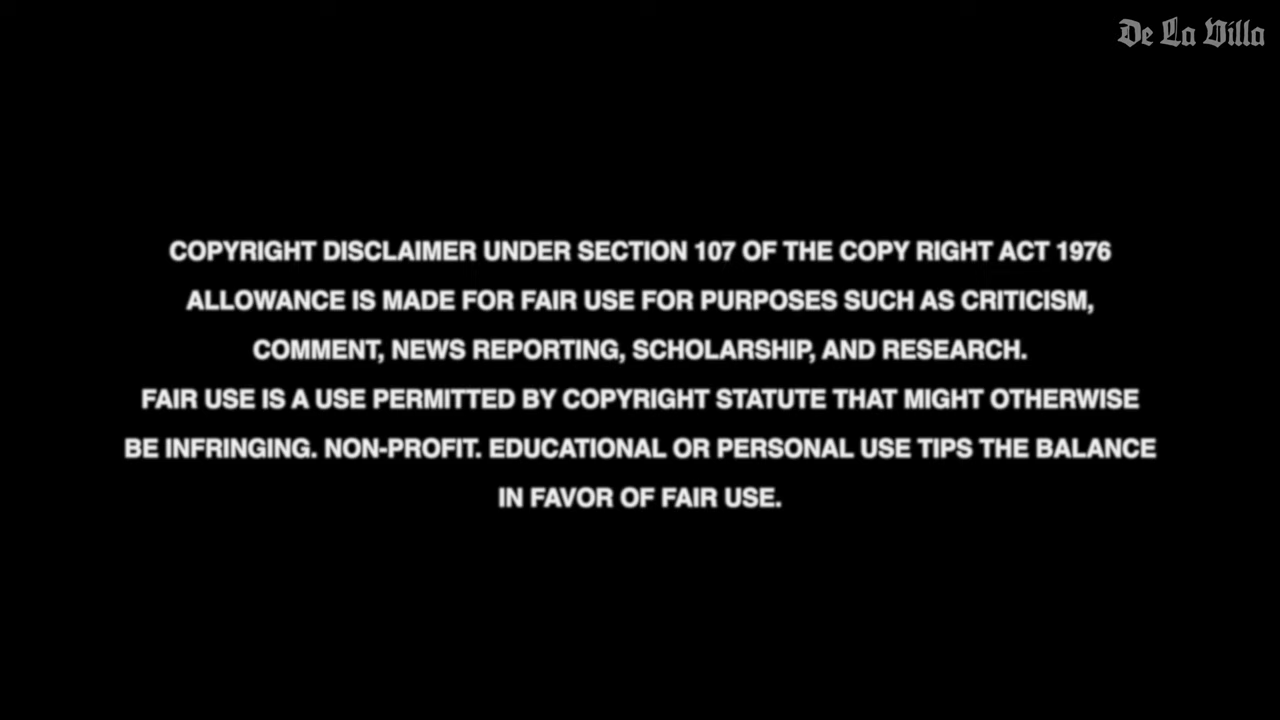 De La Villa
COPYRIGHT DISCLAIMER UNDER SECTION 107 OF THE COPY RIGHT ACT 1976
ALLOWANCE IS MADE FOR FAIR USE FOR PURPOSES SUCH AS CRITICISM,
COMMENT, NEWS REPORTING, SCHOLARSHIP, AND RESEARCH.
FAIR USE IS A USE PERMITTED BY COPYRIGHT STATUTE THAT MIGHT OTHERWISE
BE INFRINGING. NON-PROFIT. EDUCATIONAL OR PERSONAL USE TIPS THE BALANCE
IN FAVOR OF FAIR USE.